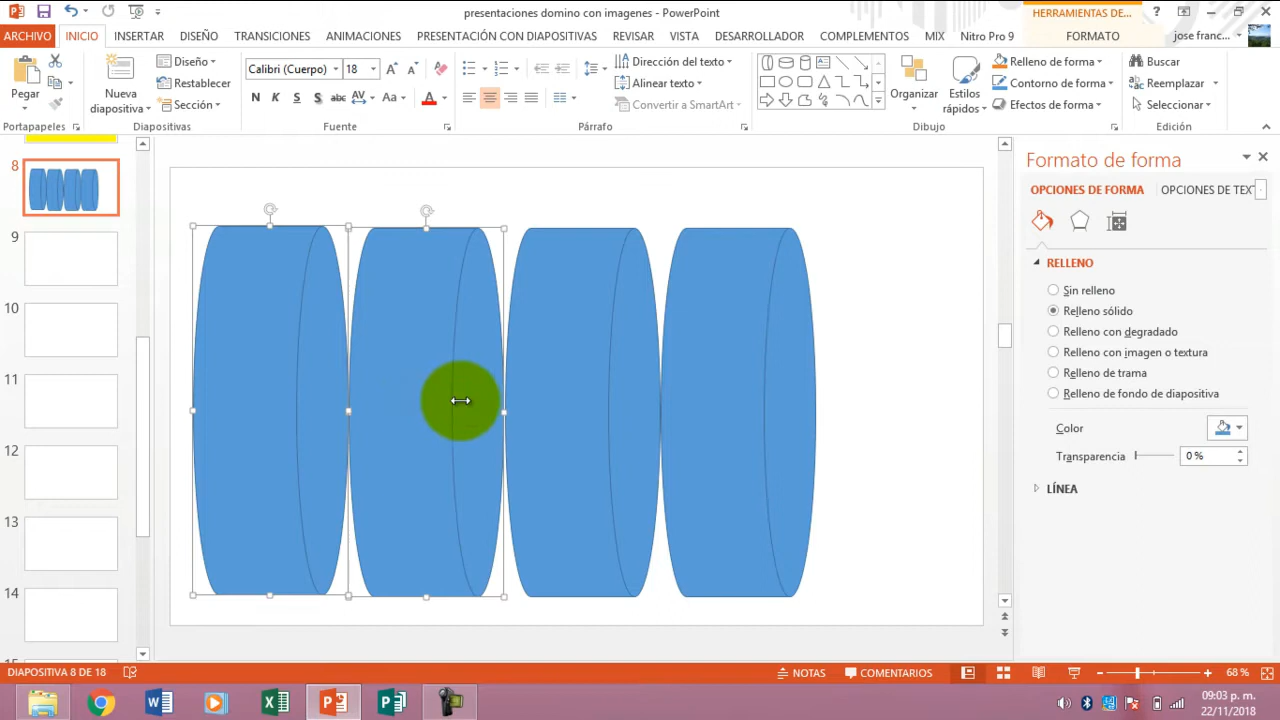 presentaciones domino con imagenes - PowerPoint
HERRAMIENTAS DE...
ARCHIVO INICIO INSERTAR DISEÑO TRANSICIONES ANIMACIONES PRESENTACIÓN CON DIAPOSITIVAS REVISAR VISTA DESARROLLADOR COMPLEMENTOS MIX Nitro Pro 9 FORMATO jose franc...
Pegar
Nueva diapositiva
Diseño
Restablecer
Sección
Calibri (Cuerpo) 18
N K S S abc AV Aa A
Dirección del texto
Alinear texto
Convertir a SmartArt
Organizar
Estilos rápidos
Relleno de forma
Contorno de forma
Efectos de forma
Buscar
Reemplazar
Seleccionar
Portapapeles Diapositivas Fuente Párrafo Dibujo Edición
8
9
10
11
12
13
14
Formato de forma
OPCIONES DE FORMA OPCIONES DE TEXT
RELLENO
Sin relleno
Relleno sólido
Relleno con degradado
Relleno con imagen o textura
Relleno de trama
Relleno de fondo de diapositiva
Color
Transparencia 0 %
LÍNEA
DIAPOSITIVA 8 DE 18 NOTAS COMENTARIOS 68 %
09:03 p. m.
22/11/2018